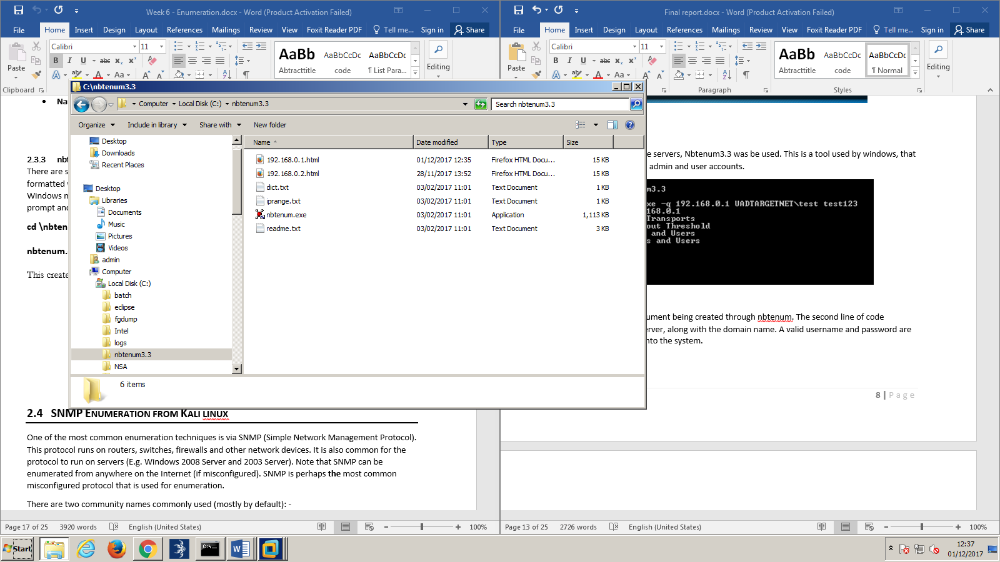 Week 6 - Enumeration.docx - Word (Product Activation Failed)
File Home Insert Design Layout References Mailings Review View Foxit Reader PDF Tell me... Sign in Share
Calibri 11
Paste
B I U abc x₂ x²
A ab A Aa A A
AaBb AaBbCcDc AaBbCcDc
Abtracttitle code ¶ List Para...
Editing
Clipboard
Final report.docx - Word (Product Activation Failed)
File Home Insert Design Layout References Mailings Review View Foxit Reader PDF Tell me... Sign in Share
Calibri 11
Paste
B I U abc x₂ x²
A ab A Aa A A
AaBb AaBbCcDc AaBbCcDc
Abtracttitle code ¶ Normal
Editing
Paragraph Styles
• Na
2.3.3 nbt
There are s
formatted
Windows m
prompt and
cd \nbten
nbtenum.
This create
C:\nbtenum3.3
Computer Local Disk (C:) nbtenum3.3
Search nbtenum3.3
Organize Include in library Share with New folder
Desktop
Downloads
Recent Places
Desktop
Libraries
Documents
Music
Pictures
Videos
admin
Computer
Local Disk (C:)
batch
eclipse
fgdump
Intel
logs
nbtenum3.3
NSA
Name Date modified Type Size
192.168.0.1.html 01/12/2017 12:35 Firefox HTML Docu... 15 KB
192.168.0.2.html 28/11/2017 13:52 Firefox HTML Docu... 15 KB
dict.txt 03/02/2017 11:01 Text Document 1 KB
iprange.txt 03/02/2017 11:01 Text Document 1 KB
nbtenum.exe 03/02/2017 11:01 Application 1,113 KB
readme.txt 03/02/2017 11:01 Text Document 3 KB
6 items
2.4 SNMP ENUMERATION FROM KALI LINUX
One of the most common enumeration techniques is via SNMP (Simple Network Management Protocol).
This protocol runs on routers, switches, firewalls and other network devices. It is also common for the
protocol to run on servers (E.g. Windows 2008 Server and 2003 Server). Note that SNMP can be
enumerated from anywhere on the Internet (if misconfigured). SNMP is perhaps the most common
misconfigured protocol that is used for enumeration.
There are two community names commonly used (mostly by default): -
Page 17 of 25 3920 words English (United States) 100%
e servers, Nbtenum3.3 was be used. This is a tool used by windows, that
admin and user accounts.
m3.3
xe -q 192.168.0.1 UADTARGETNET\test test123
168.0.1
Transports
out Threshold
and Users
s and Users
ument being created through nbtenum. The second line of code
erver, along with the domain name. A valid username and password are
nto the system.
8 | Page
Page 13 of 25 2726 words English (United States) 100%
Start
C:\
12:37
01/12/2017